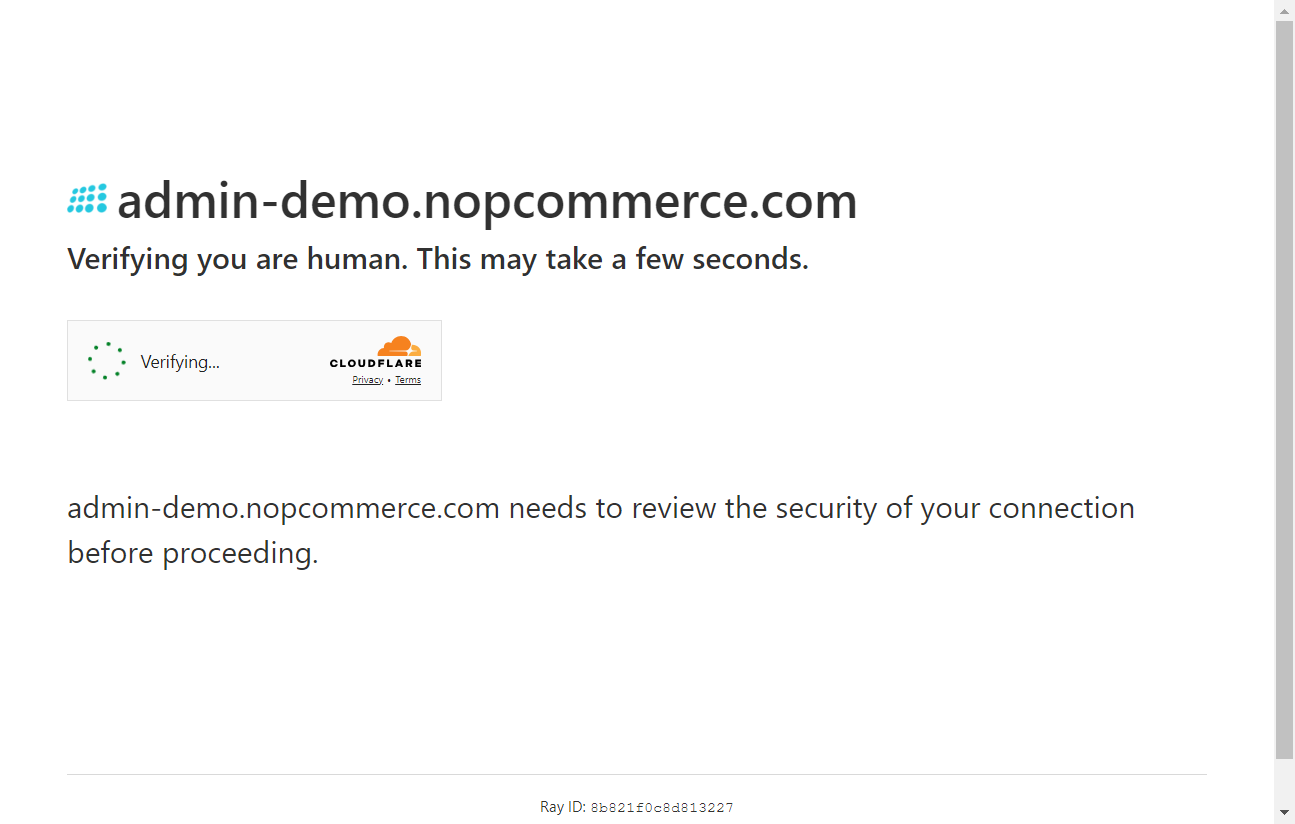 admin-demo.nopcommerce.com
Verifying you are human. This may take a few seconds.
Verifying...
CLOUDFLARE
Privacy • Terms
admin-demo.nopcommerce.com needs to review the security of your connection
before proceeding.
Ray ID: 8b821f0c8d813227